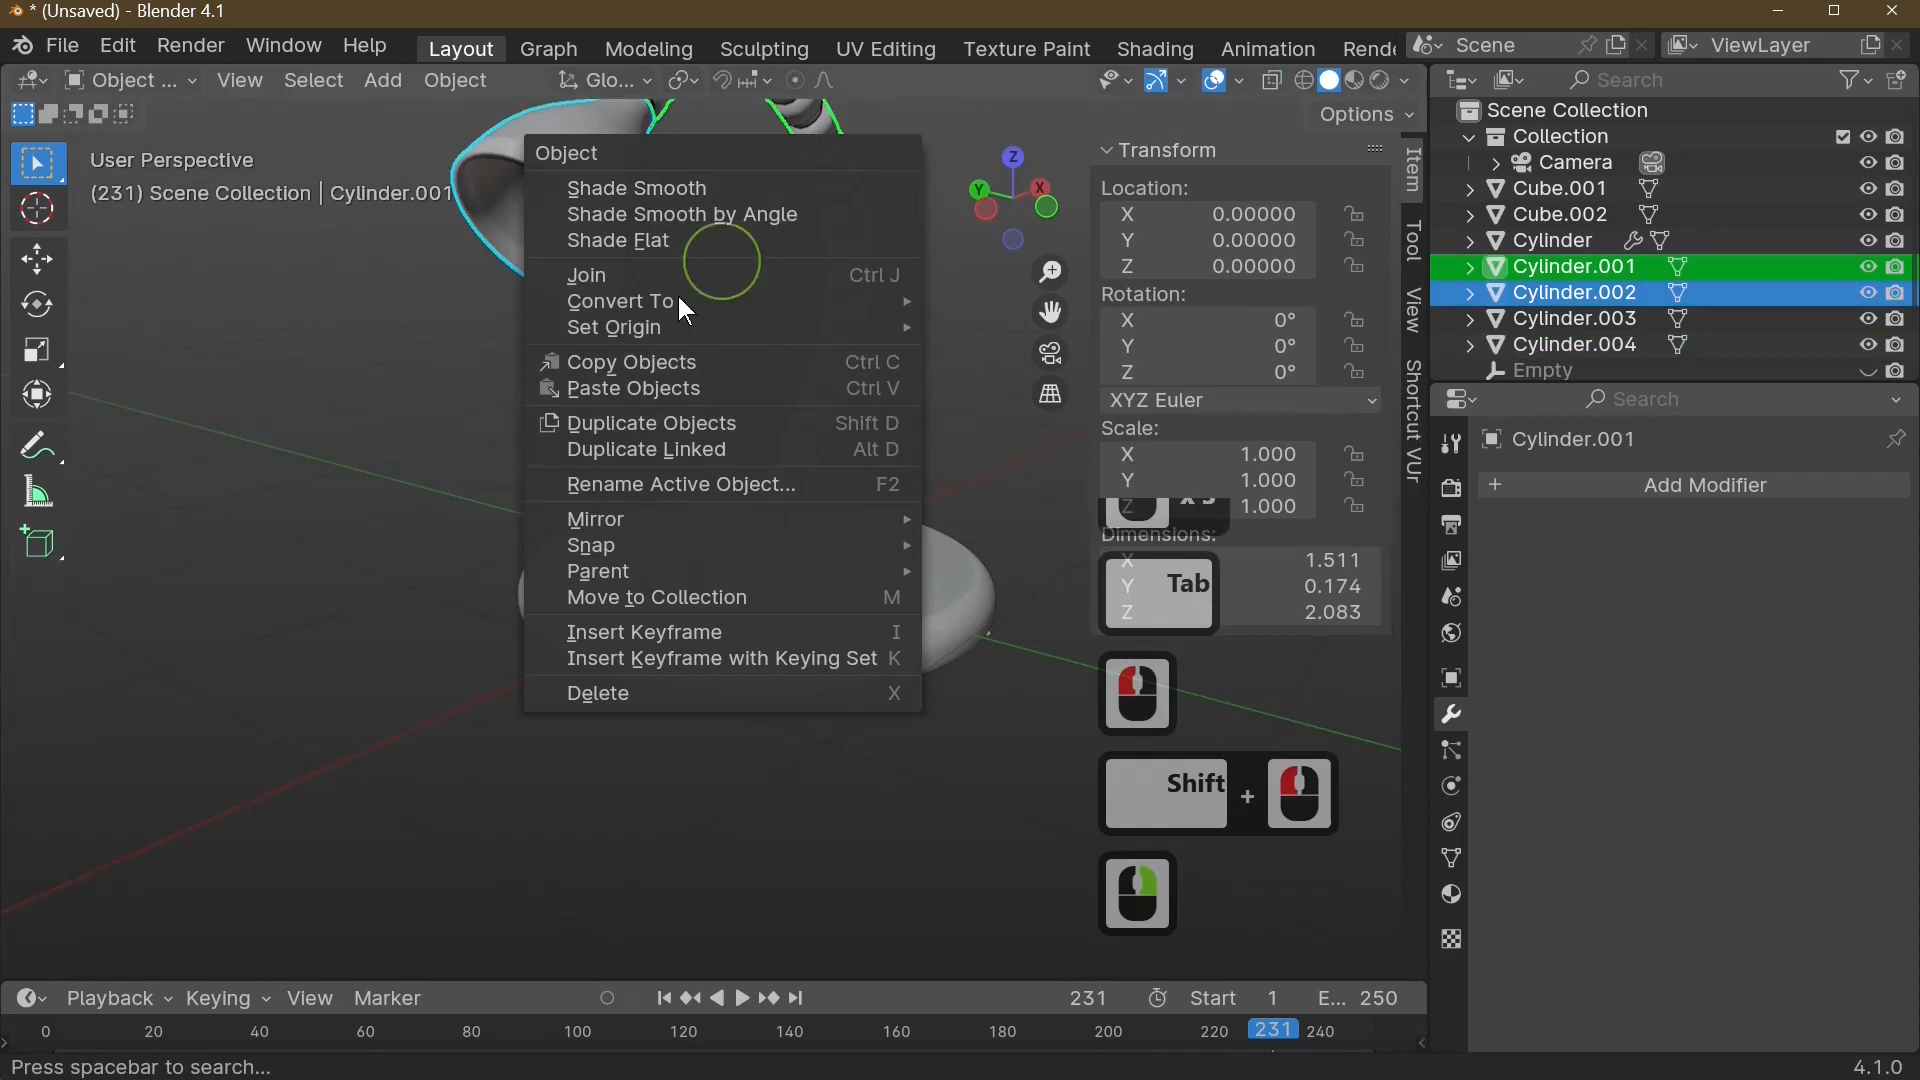 * (Unsaved) - Blender 4.1
File Edit Render Window Help Layout Graph Modeling Sculpting UV Editing Texture Paint Shading Animation Rende Scene ViewLayer
Object ... View Select Add Object Glo... Search
Options
User Perspective
(231) Scene Collection | Cylinder.001
Object
Shade Smooth
Shade Smooth by Angle
Shade Flat
Join Ctrl J
Convert To
Set Origin
Copy Objects Ctrl C
Paste Objects Ctrl V
Duplicate Objects Shift D
Duplicate Linked Alt D
Rename Active Object... F2
Mirror
Snap
Parent
Move to Collection M
Insert Keyframe I
Insert Keyframe with Keying Set K
Delete X
Z
Y X
Transform
Location:
X 0.00000
Y 0.00000
Z 0.00000
Rotation:
X 0°
Y 0°
Z 0°
XYZ Euler
Scale:
X 1.000
Y 1.000
Z 1.000
Dimensions:
X 1.511
Y 0.174
Z 2.083
Tab
Shift +
Item
Tool
View
Shortcut VUr
Scene Collection
Collection
Camera
Cube.001
Cube.002
Cylinder
Cylinder.001
Cylinder.002
Cylinder.003
Cylinder.004
Empty
Search
Cylinder.001
+ Add Modifier
Playback Keying View Marker 231 Start 1 E... 250
0 20 40 60 80 100 120 140 160 180 200 220 231 240
Press spacebar to search... 4.1.0